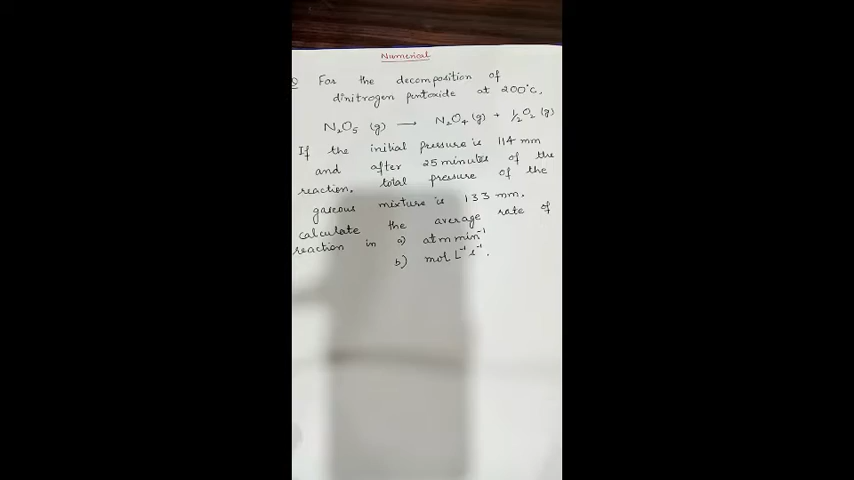 Numerical
Q For the decomposition of
dinitrogen pentoxide at 200°C,
N₂O₅ (g) ⟶ N₂O₄ (g) + 1/2 O₂ (g)
If the initial pressure is 114 mm
and after 25 minutes of the
reaction, total pressure of the
gaseous mixture is 133 mm.
calculate the average rate of
reaction in a) atm min⁻¹
b) mol L⁻¹ s⁻¹.